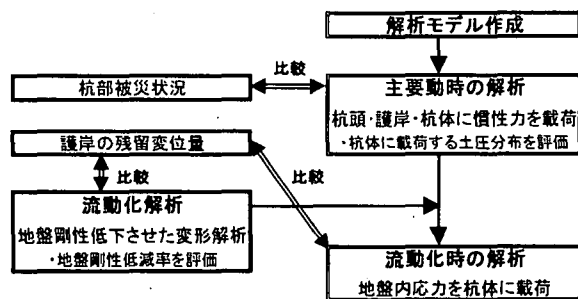 解析モデル作成
比較
杭部被災状況
主要動時の解析
杭頭・護岸・杭体に慣性力を載荷
・杭体に載荷する土圧分布を評価
護岸の残留変位量
比較
比較
流動化解析
地盤剛性低下させた変形解析
・地盤剛性低減率を評価
流動化時の解析
地盤内応力を杭体に載荷